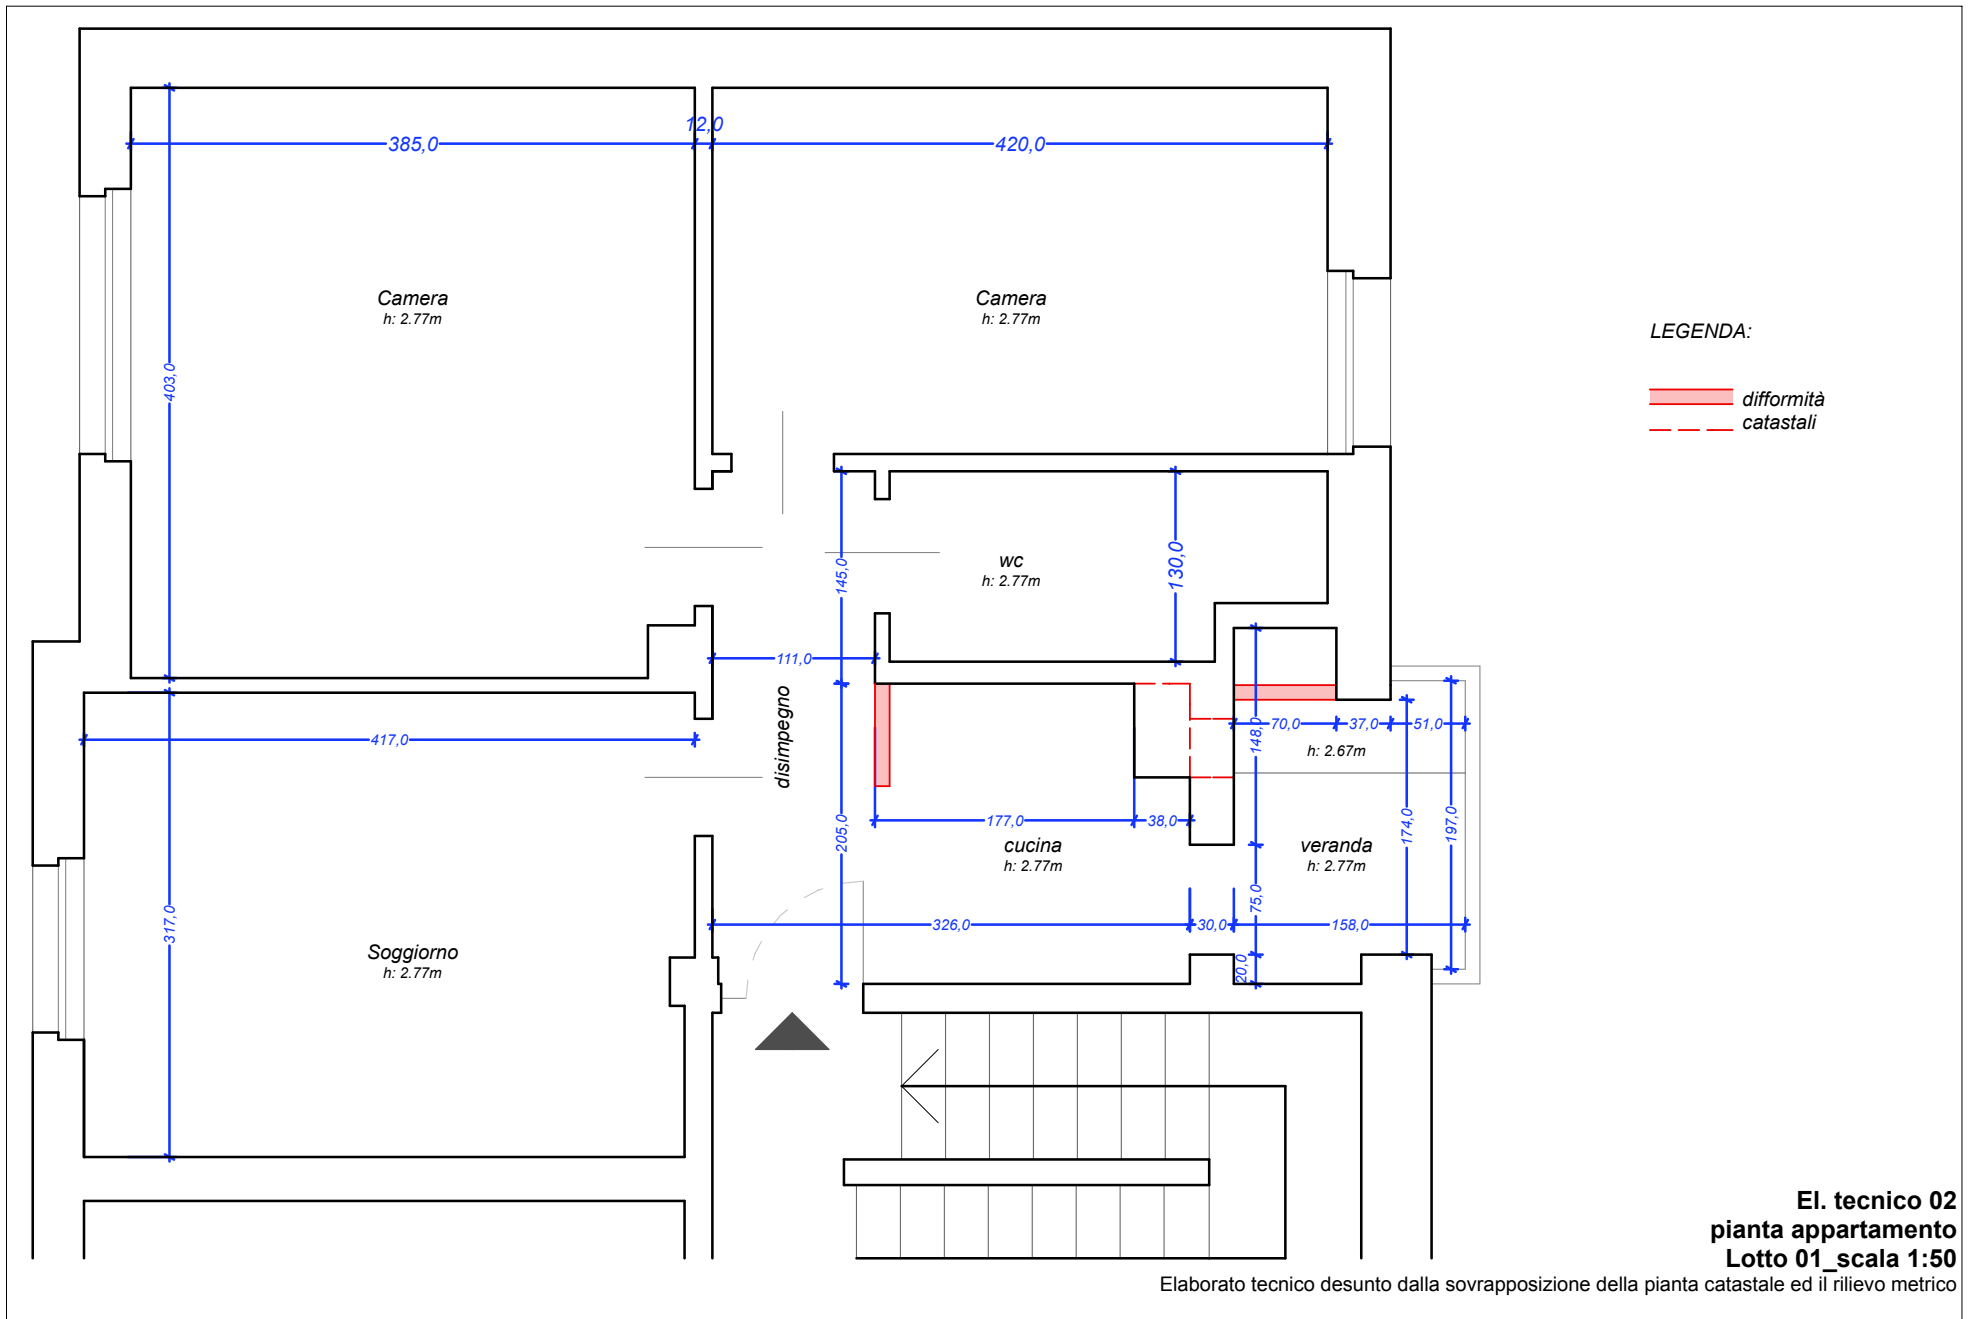 12,0
385,0
420,0
Camera
h: 2.77m
Camera
h: 2.77m
LEGENDA:
403,0
difformità
catastali
145,0
130,0
wc
h: 2.77m
111,0
disimpegno
417,0
148,0
70,0
37,0
51,0
h: 2.67m
177,0
38,0
205,0
174,0
197,0
cucina
h: 2.77m
veranda
h: 2.77m
75,0
317,0
326,0
30,0
158,0
Soggiorno
h: 2.77m
20,0
El. tecnico 02
pianta appartamento
Lotto 01_scala 1:50
Elaborato tecnico desunto dalla sovrapposizione della pianta catastale ed il rilievo metrico